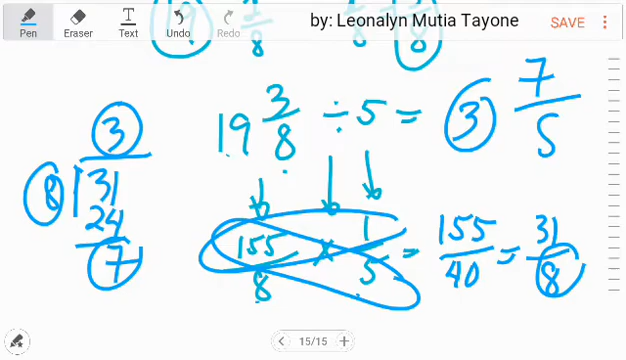 by: Leonalyn Mutia Tayone
SAVE
Pen
Eraser
Text
Undo
Redo
19 3/8 ÷ 5 = 3 7/5
3
8 31
24
7
155/8 × 1/5 = 155/40 = 31/8
15/15